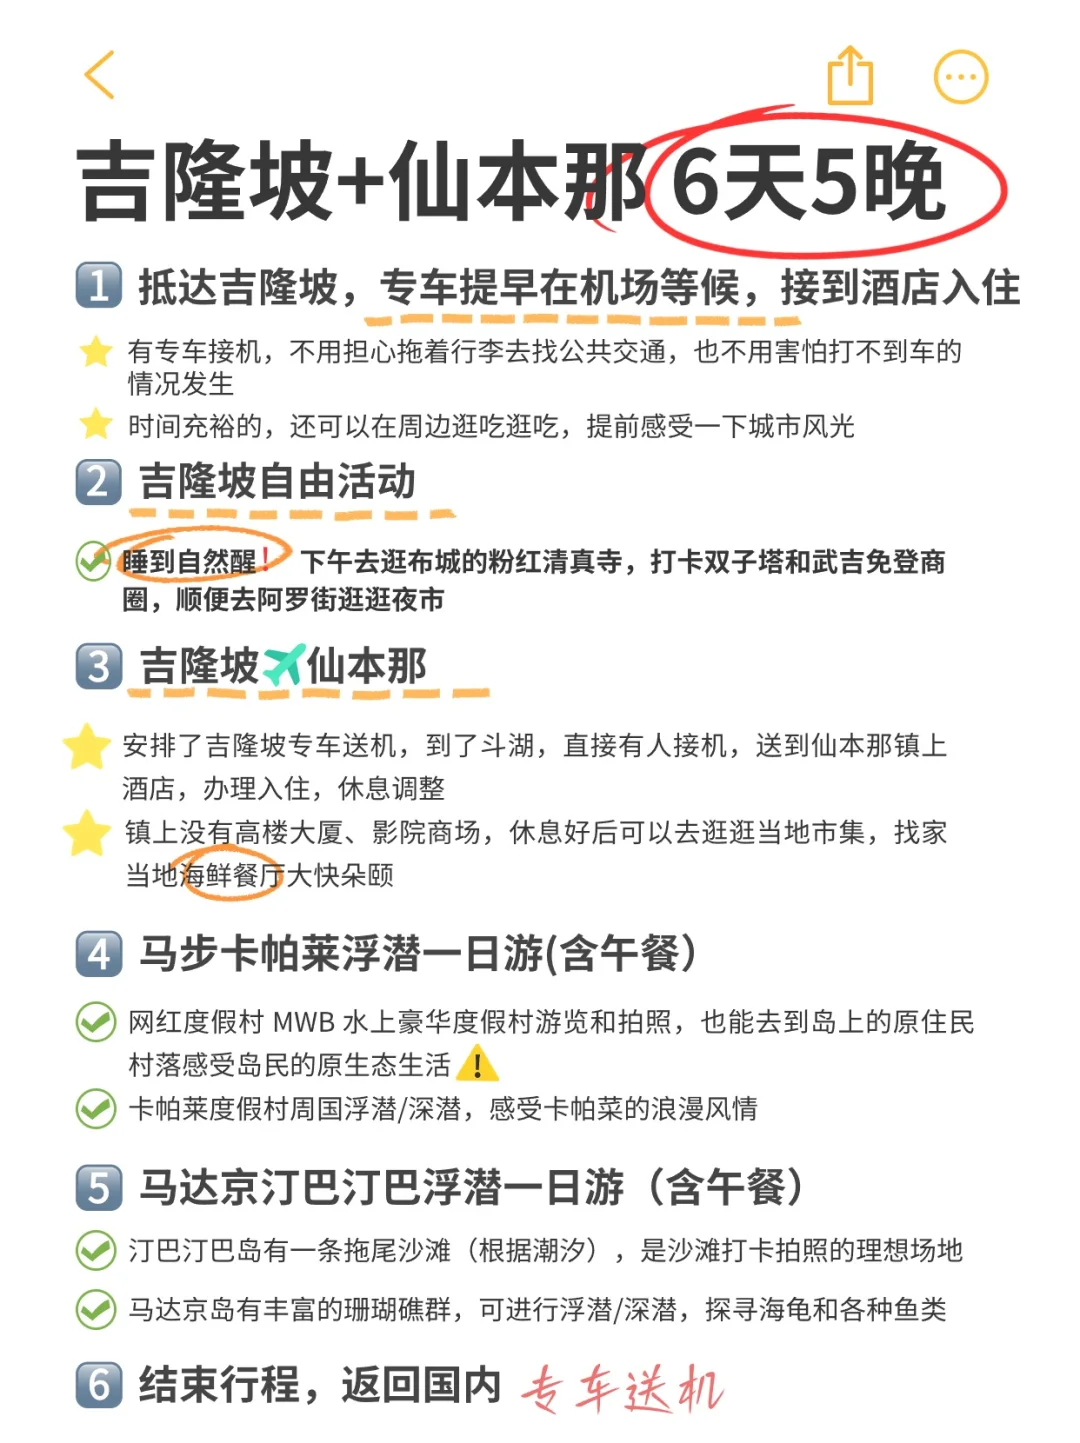 吉隆坡+仙本那 6天5晚
1 抵达吉隆坡，专车提早在机场等候，接到酒店入住
有专车接机，不用担心拖着行李去找公共交通，也不用害怕打不到车的
情况发生
时间充裕的，还可以在周边逛吃逛吃，提前感受一下城市风光
2 吉隆坡自由活动
睡到自然醒！ 下午去逛布城的粉红清真寺，打卡双子塔和武吉免登商
圈，顺便去阿罗街逛逛夜市
3 吉隆坡✈仙本那
安排了吉隆坡专车送机，到了斗湖，直接有人接机，送到仙本那镇上
酒店，办理入住，休息调整
镇上没有高楼大厦、影院商场，休息好后可以去逛逛当地市集，找家
当地海鲜餐厅大快朵颐
4 马步卡帕莱浮潜一日游(含午餐）
网红度假村 MWB 水上豪华度假村游览和拍照，也能去到岛上的原住民
村落感受岛民的原生态生活⚠️
卡帕莱度假村周国浮潜/深潜，感受卡帕菜的浪漫风情
5 马达京汀巴汀巴浮潜一日游（含午餐）
汀巴汀巴岛有一条拖尾沙滩（根据潮汐），是沙滩打卡拍照的理想场地
马达京岛有丰富的珊瑚礁群，可进行浮潜/深潜，探寻海龟和各种鱼类
6 结束行程，返回国内 专车送机